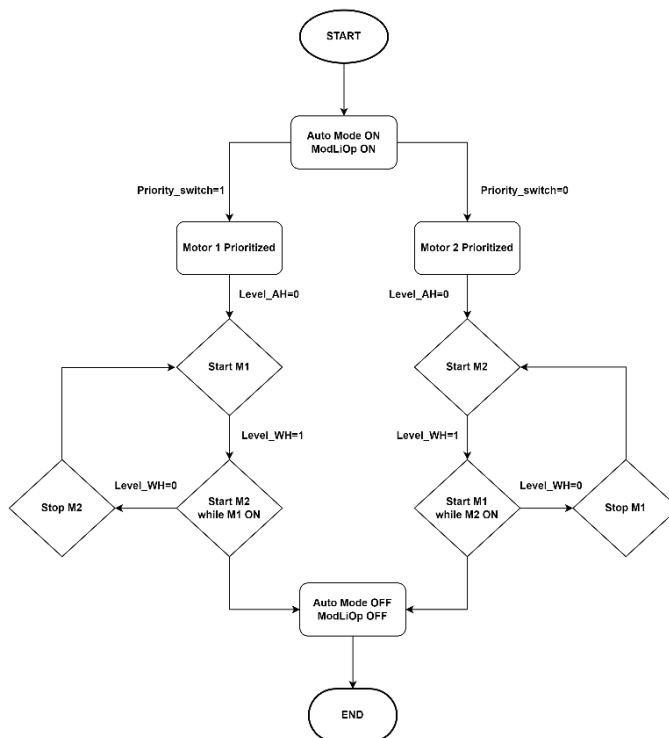 START
Auto Mode ON
ModLiOp ON
Priority_switch=1
Priority_switch=0
Motor 1 Prioritized
Motor 2 Prioritized
Level_AH=0
Level_AH=0
Start M1
Start M2
Level_WH=1
Level_WH=1
Stop M2
Level_WH=0
Start M2
while M1 ON
Start M1
while M2 ON
Level_WH=0
Stop M1
Auto Mode OFF
ModLiOp OFF
END